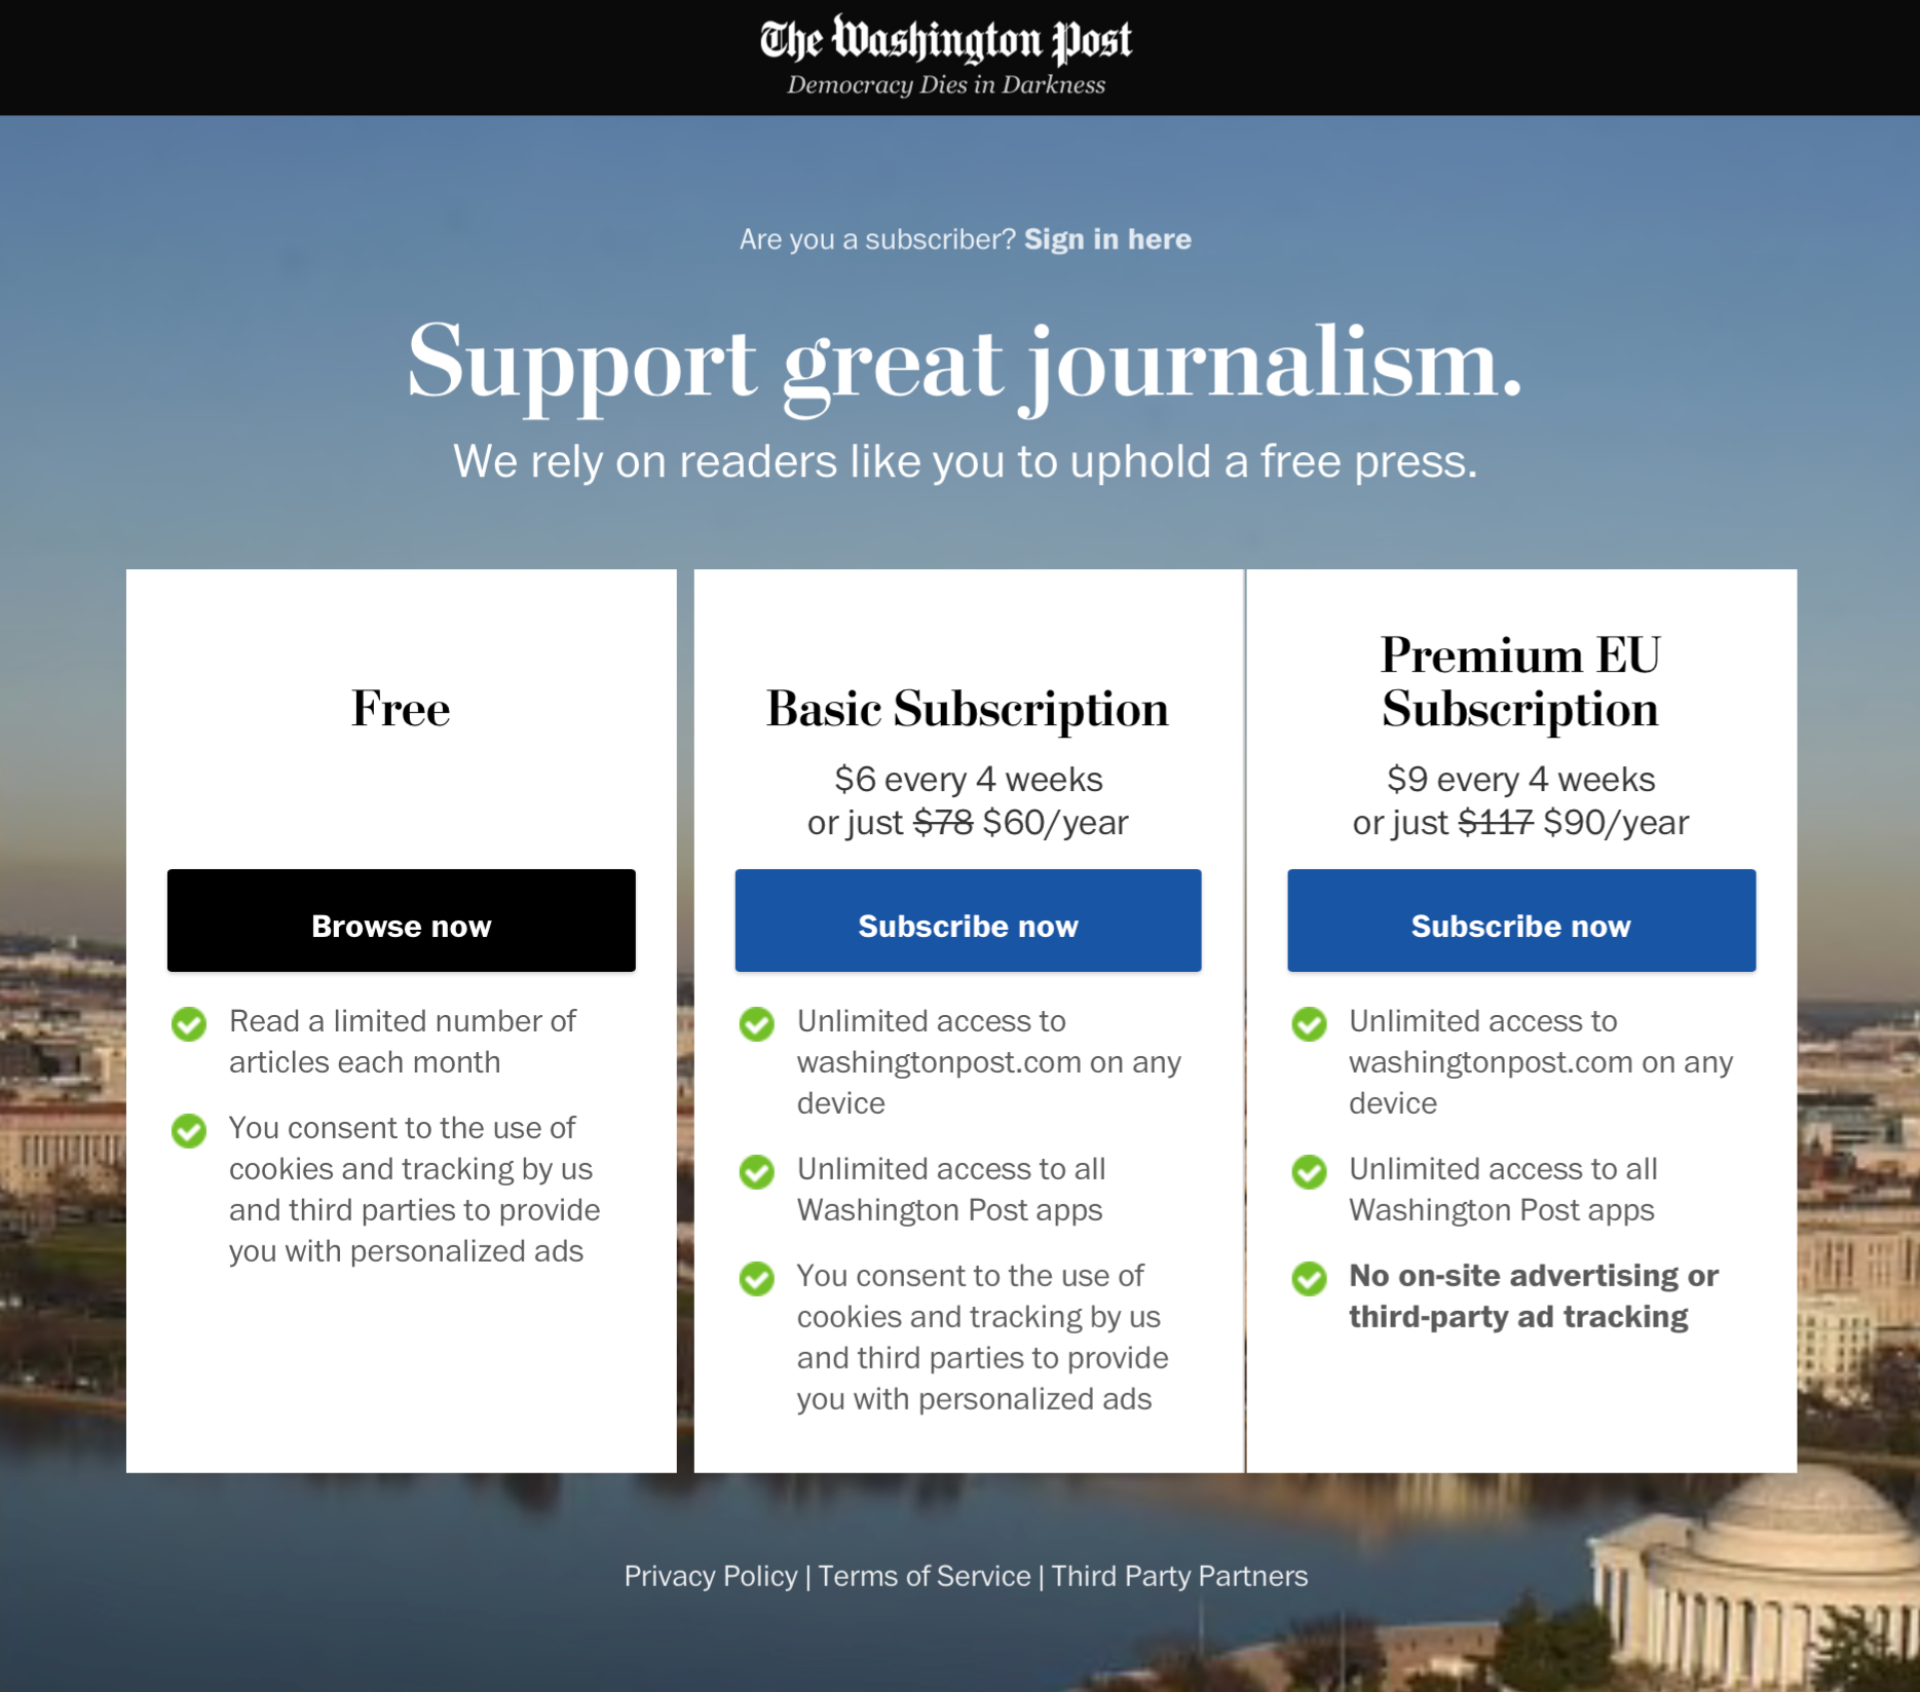 The Washington Post
Democracy Dies in Darkness
Are you a subscriber? Sign in here
Support great journalism.
We rely on readers like you to uphold a free press.
Free
Browse now
Read a limited number of
articles each month
You consent to the use of
cookies and tracking by us
and third parties to provide
you with personalized ads
Basic Subscription
$6 every 4 weeks
or just $78 $60/year
Subscribe now
Unlimited access to
washingtonpost.com on any
device
Unlimited access to all
Washington Post apps
You consent to the use of
cookies and tracking by us
and third parties to provide
you with personalized ads
Premium EU
Subscription
$9 every 4 weeks
or just $117 $90/year
Subscribe now
Unlimited access to
washingtonpost.com on any
device
Unlimited access to all
Washington Post apps
No on-site advertising or
third-party ad tracking
Privacy Policy | Terms of Service | Third Party Partners